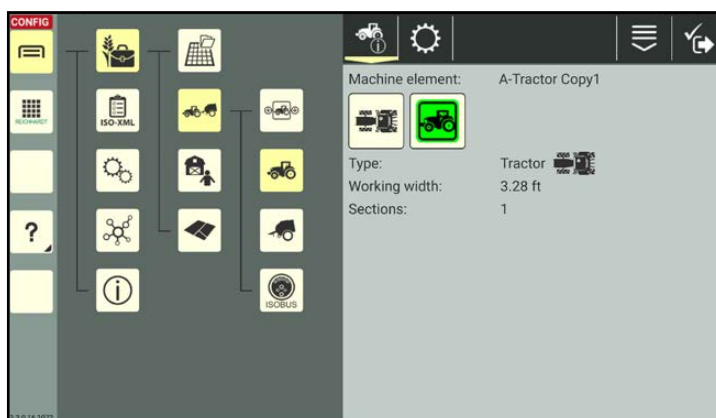 CONFIG
ISO-XML
REICHHARDT
?
ISOBUS
Machine element: A-Tractor Copy1
Type: Tractor
Working width: 3.28 ft
Sections: 1